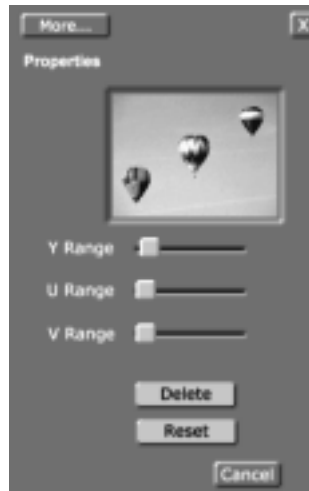 More...
X
Properties
Y Range
U Range
V Range
Delete
Reset
Cancel